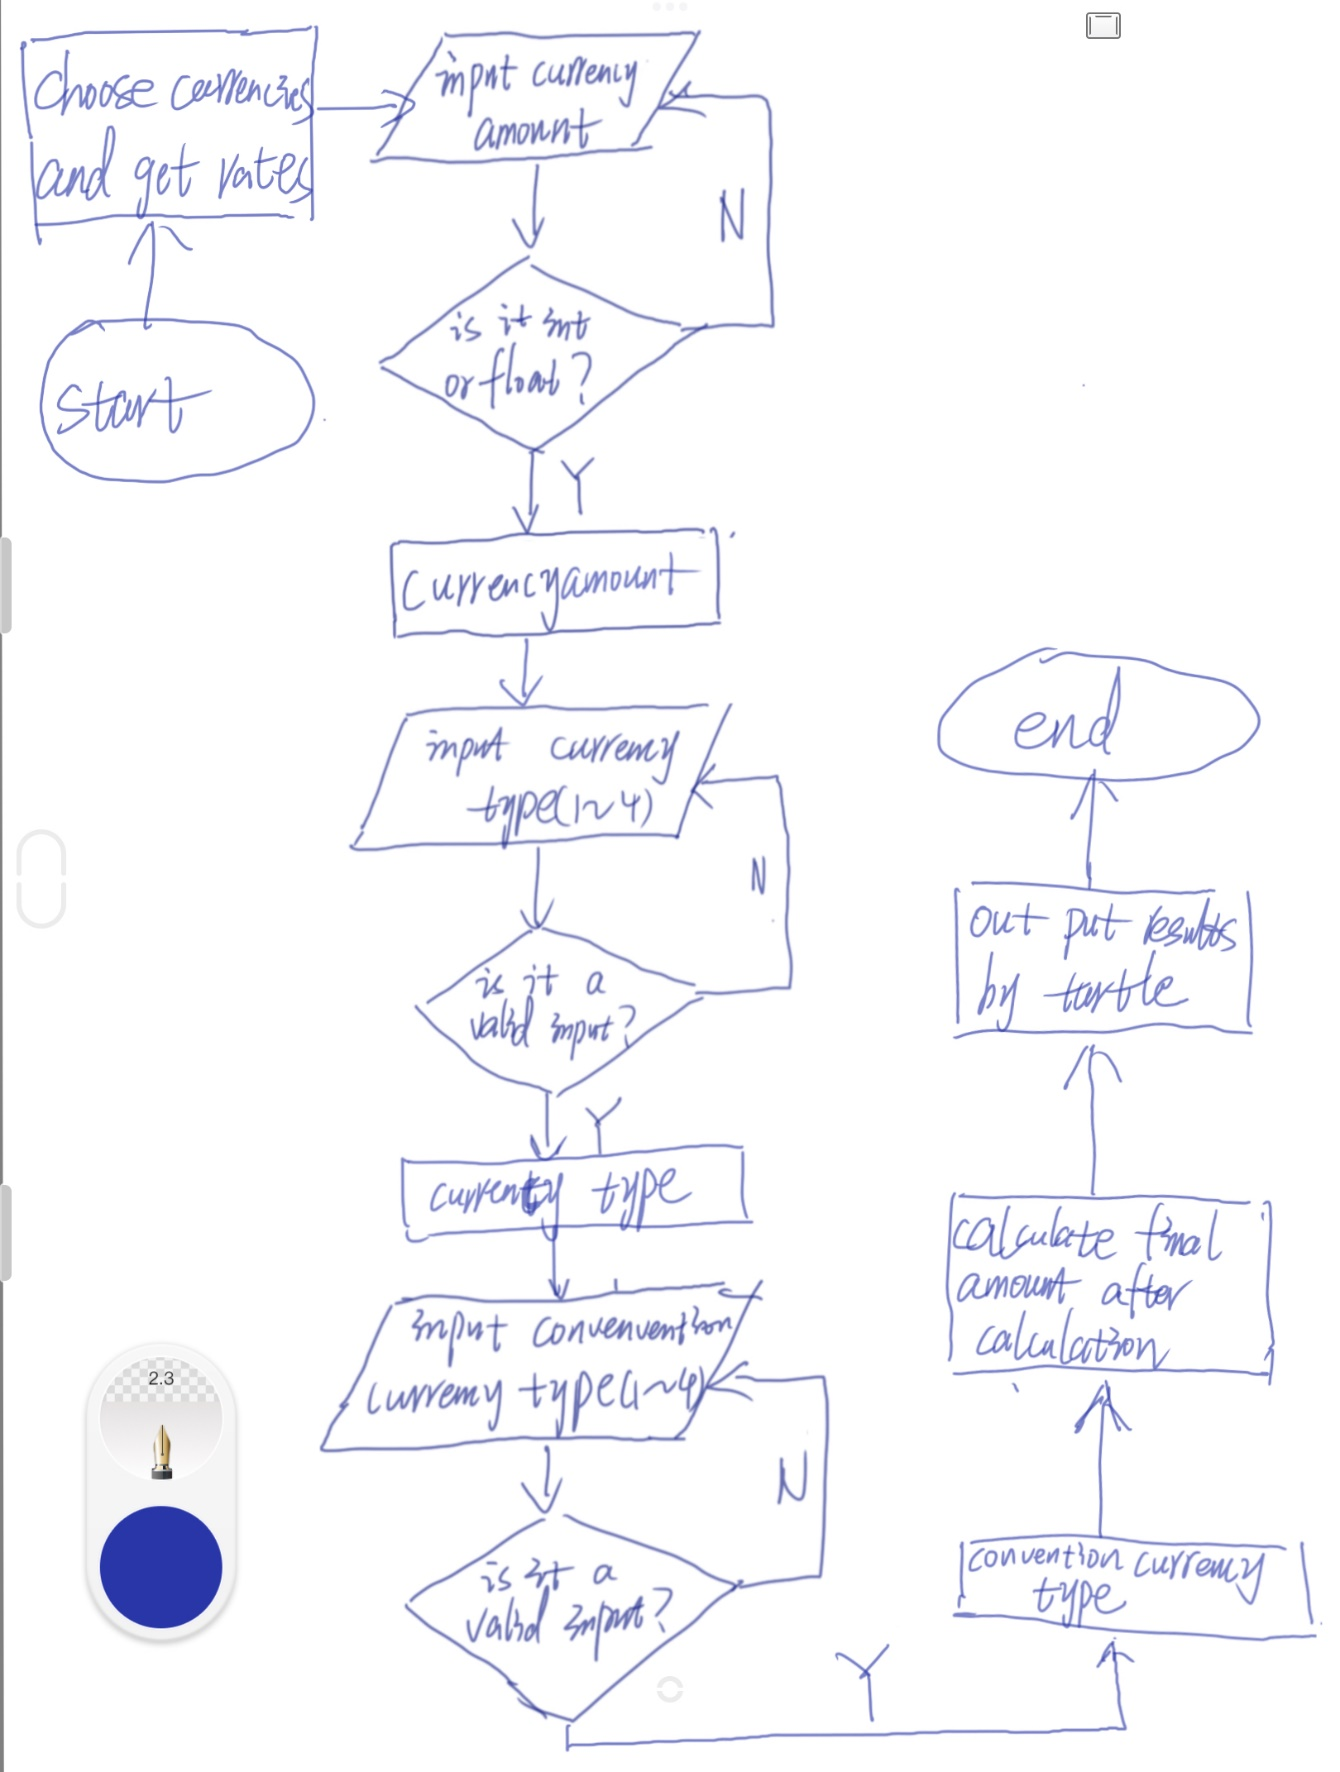 start
Choose currencies
and get rates
input currency
amount
is it int
or float?
N
Y
Currency amount
input currency
type(1~4)
is it a
valid input?
N
Y
currency type
input convenvention
currency type(1~4)
is it a
valid input?
N
Y
convention currency
type
calculate final
amount after
calculation
out put results
by turtle
end
2.3